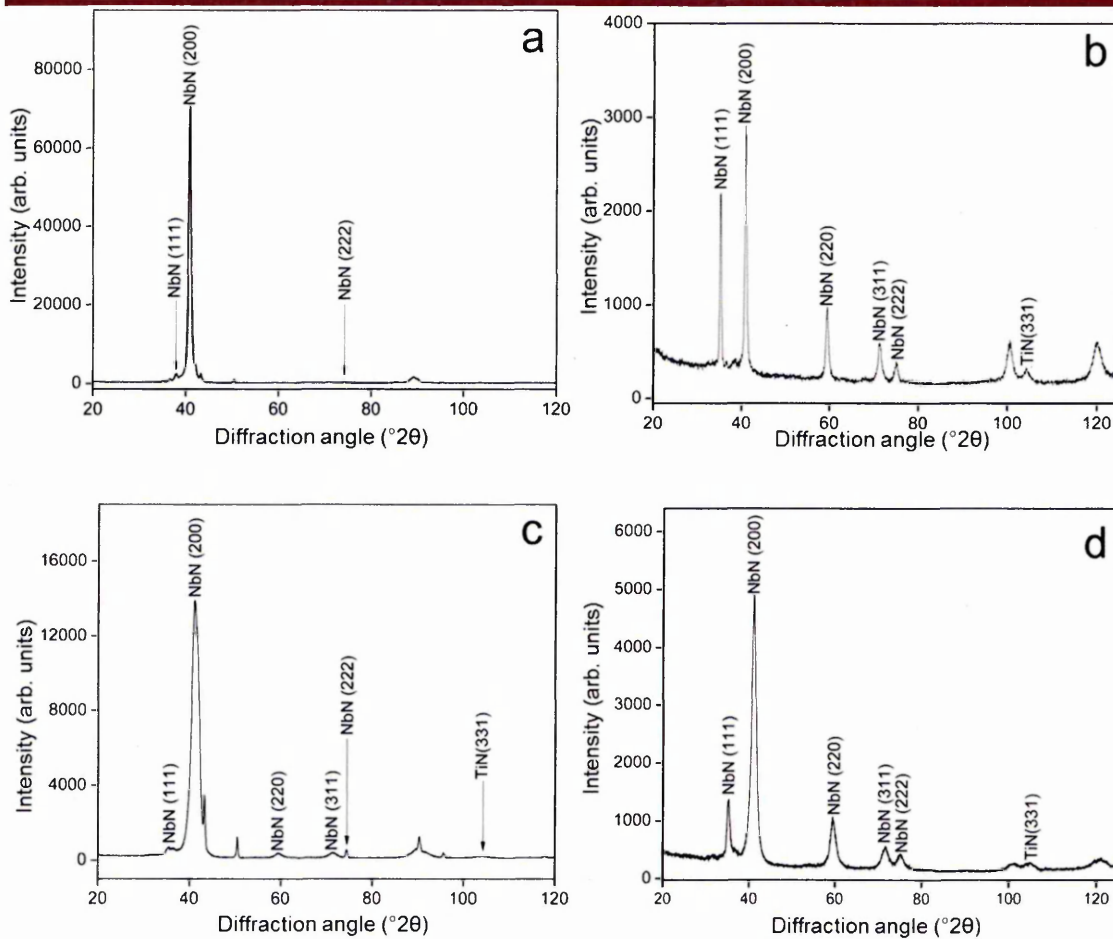 a
Intensity (arb. units)
80000
60000
40000
20000
0
NbN (111)
NbN (200)
NbN (222)
20 40 60 80 100 120
Diffraction angle (°2θ)
b
Intensity (arb. units)
4000
3000
2000
1000
0
NbN (111)
NbN (200)
NbN (220)
NbN (311)
NbN (222)
TiN(331)
20 40 60 80 100 120
Diffraction angle (°2θ)
c
Intensity (arb. units)
16000
12000
8000
4000
0
NbN (111)
NbN (200)
NbN (220)
NbN (311)
NbN (222)
TiN(331)
20 40 60 80 100 120
Diffraction angle (°2θ)
d
Intensity (arb. units)
6000
5000
4000
3000
2000
1000
0
NbN (111)
NbN (200)
NbN (220)
NbN (311)
NbN (222)
TiN(331)
20 40 60 80 100 120
Diffraction angle (°2θ)